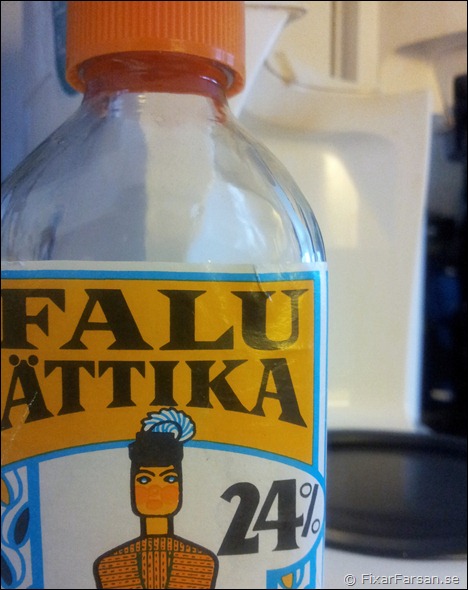 FALU
ÄTTIKA
24%
© FixarFarsan.se